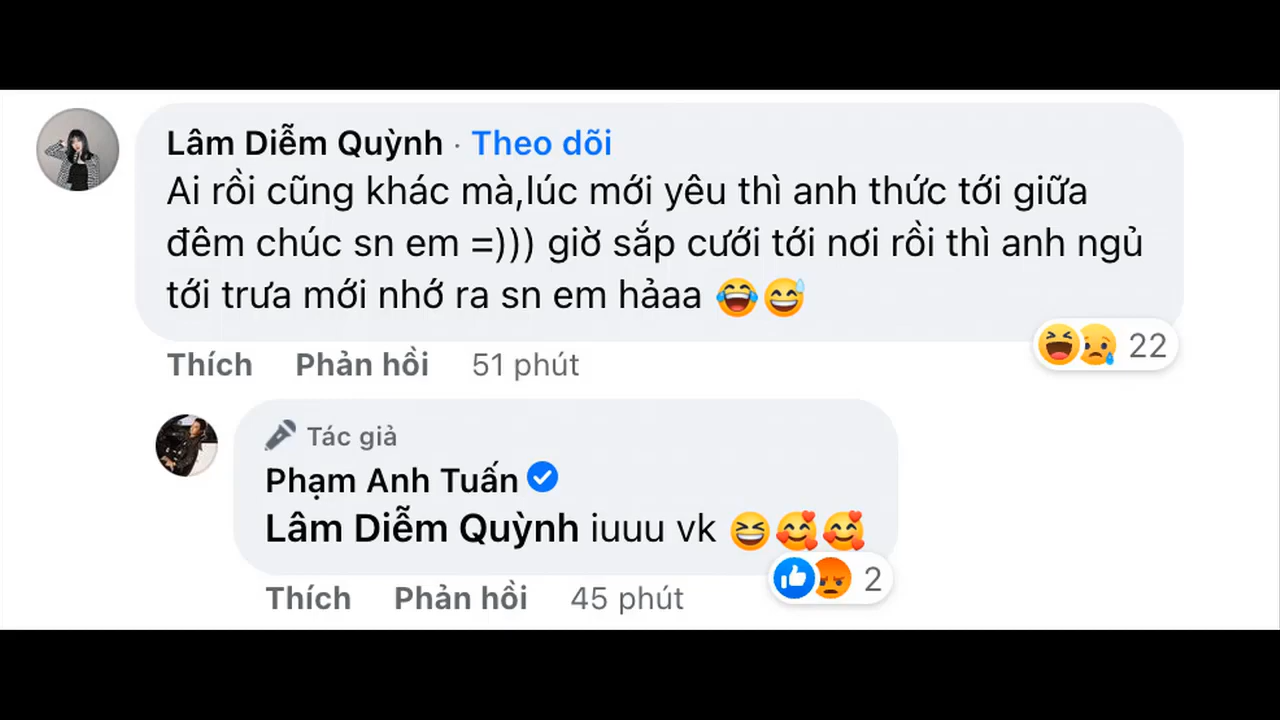 Lâm Diễm Quỳnh · Theo dõi
Ai rồi cũng khác mà,lúc mới yêu thì anh thức tới giữa
đêm chúc sn em =))) giờ sắp cưới tới nơi rồi thì anh ngủ
tới trưa mới nhớ ra sn em hảaa 😂😅
22
Thích Phản hồi 51 phút
Tác giả
Phạm Anh Tuấn
Lâm Diễm Quỳnh iuuu vk 😆🥰🥰
2
Thích Phản hồi 45 phút